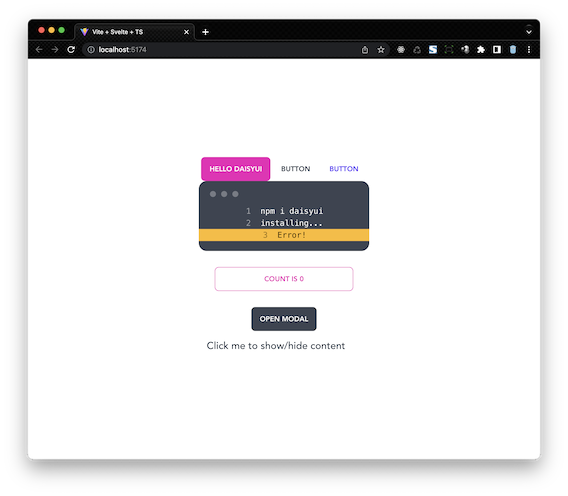 Vite + Svelte + TS
localhost:5174
HELLO DAISYUI BUTTON BUTTON
1 npm i daisyui
2 installing...
3 Error!
COUNT IS 0
OPEN MODAL
Click me to show/hide content